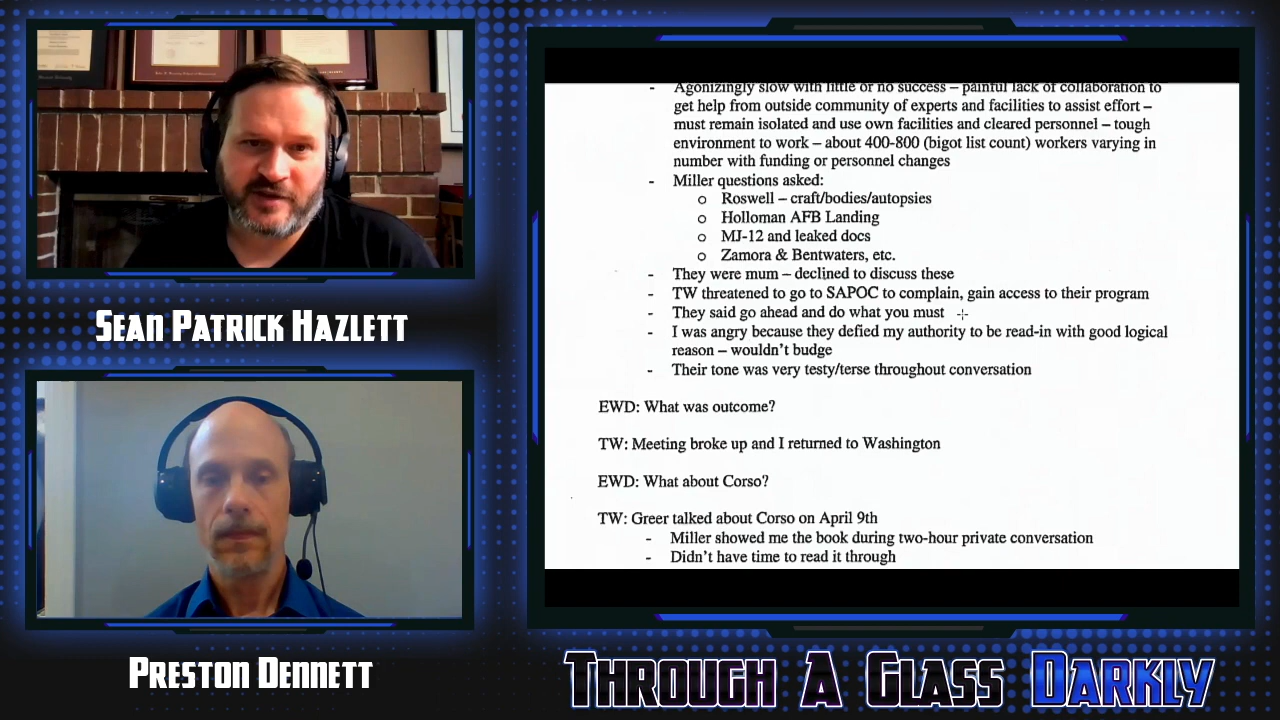 Sean Patrick Hazlett
Preston Dennett
Agonizingly slow with little or no success – painful lack of collaboration to
get help from outside community of experts and facilities to assist effort –
must remain isolated and use own facilities and cleared personnel – tough
environment to work – about 400-800 (bigot list count) workers varying in
number with funding or personnel changes
- Miller questions asked:
o Roswell – craft/bodies/autopsies
o Holloman AFB Landing
o MJ-12 and leaked docs
o Zamora & Bentwaters, etc.
- They were mum – declined to discuss these
- TW threatened to go to SAPOC to complain, gain access to their program
- They said go ahead and do what you must
- I was angry because they defied my authority to be read-in with good logical
reason – wouldn't budge
- Their tone was very testy/terse throughout conversation
EWD: What was outcome?
TW: Meeting broke up and I returned to Washington
EWD: What about Corso?
TW: Greer talked about Corso on April 9th
- Miller showed me the book during two-hour private conversation
- Didn't have time to read it through
Through A Glass Darkly